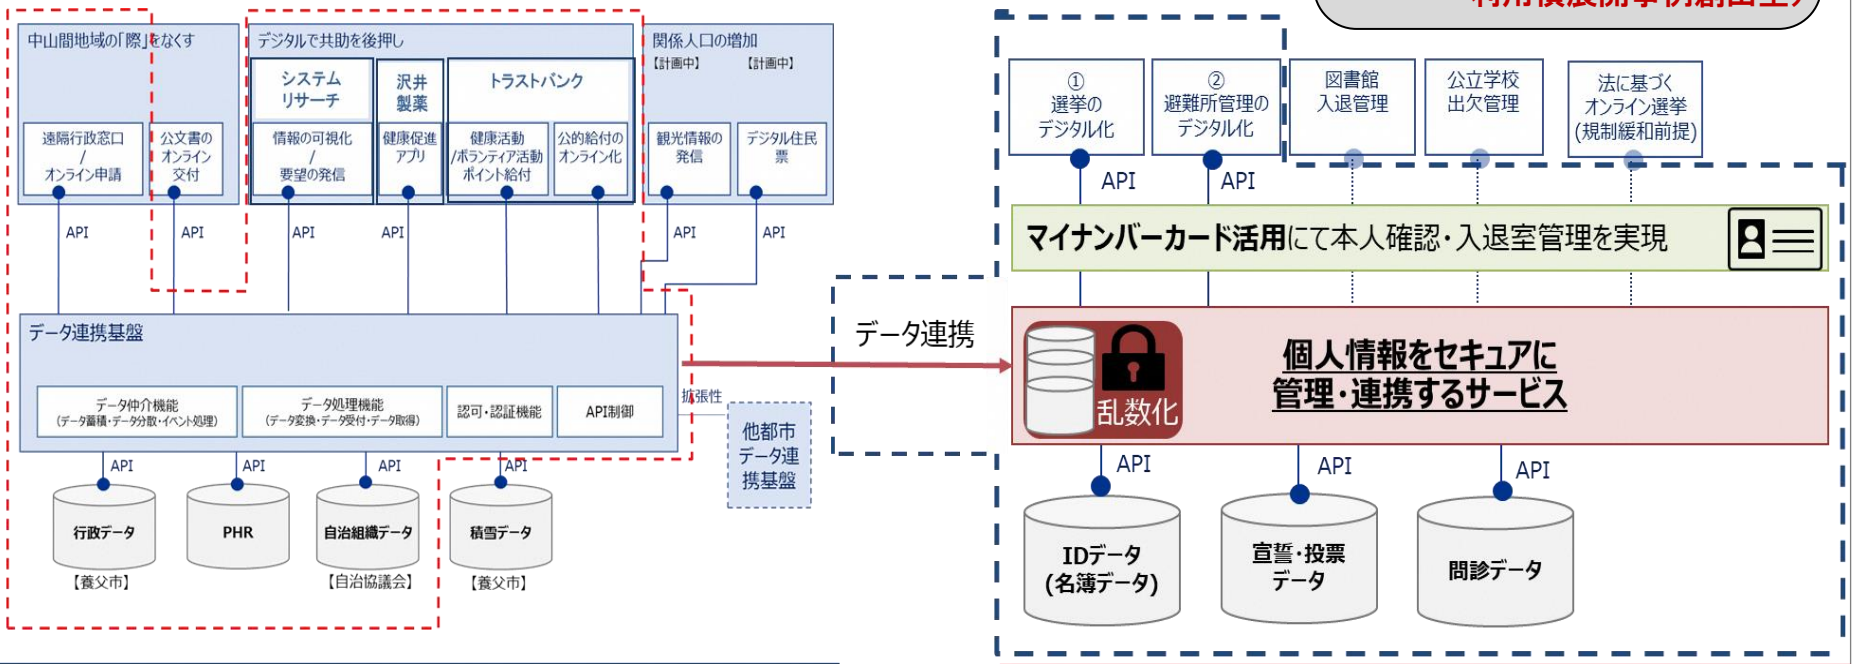 利用横展開事例創出型
中山間地域の「際」をなくす
デジタルで共助を後押し
関係人口の増加
【計画中】
【計画中】
システム
リサーチ
沢井
製薬
トラストバンク
遠隔行政窓口
/
オンライン申請
公文書の
オンライン
交付
情報の可視化
/
要望の発信
健康促進
アプリ
健康活動
/ボランティア活動
ポイント給付
公的給付の
オンライン化
観光情報の
発信
デジタル住民
票
API
API
API
API
API
API
データ連携基盤
データ仲介機能
(データ蓄積・データ分散・イベント処理)
データ処理機能
(データ変換・データ受付・データ取得)
認可・認証機能
API制御
拡張性
他都市
データ連
携基盤
API
API
API
API
行政データ
PHR
自治組織データ
積雪データ
【養父市】
【自治協議会】
【養父市】
データ連携
①
選挙の
デジタル化
②
避難所管理の
デジタル化
図書館
入退管理
公立学校
出欠管理
法に基づく
オンライン選挙
(規制緩和前提)
API
API
マイナンバーカード活用にて本人確認・入退室管理を実現
乱数化
個人情報をセキュアに
管理・連携するサービス
API
API
API
IDデータ
(名簿データ)
宣誓・投票
データ
問診データ